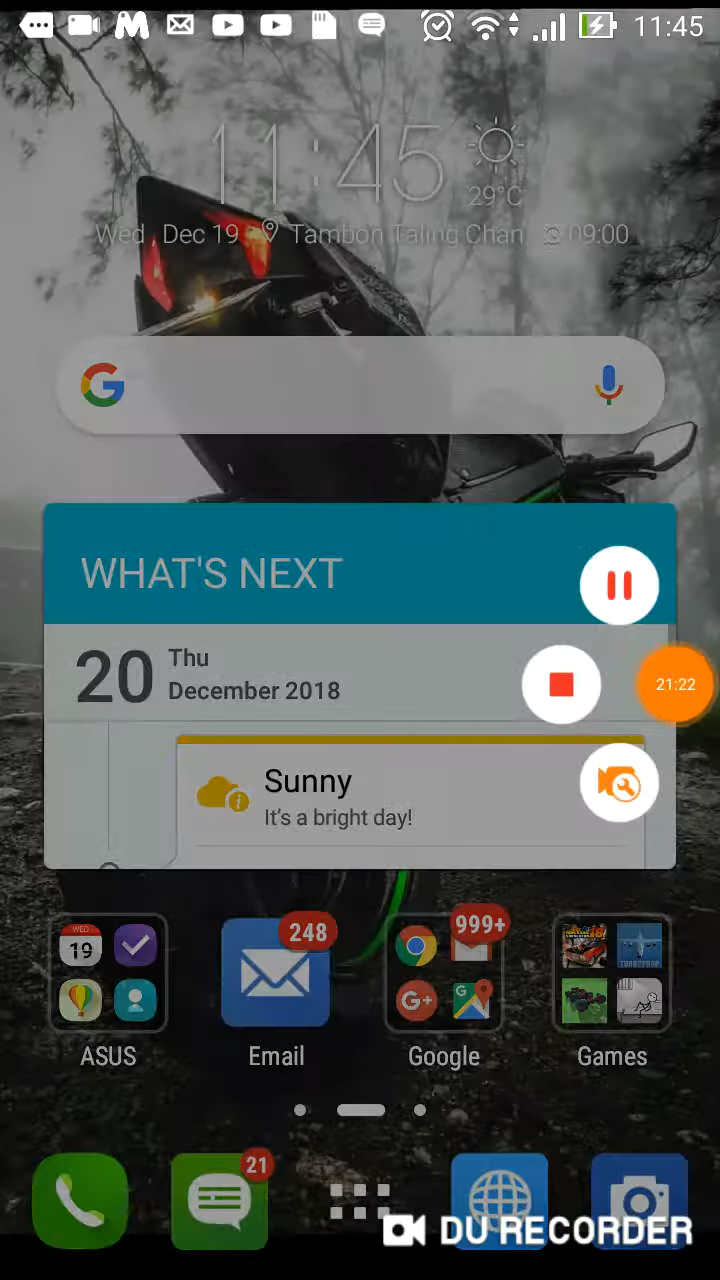 11:45
11:45
29°C
Wed, Dec 19 Tambon Taling Chan 09:00
WHAT'S NEXT
20 Thu
December 2018
21:22
Sunny
It's a bright day!
WED
19
248
999+
G+
G
TURBOPROP
ASUS Email Google Games
21
DU RECORDER